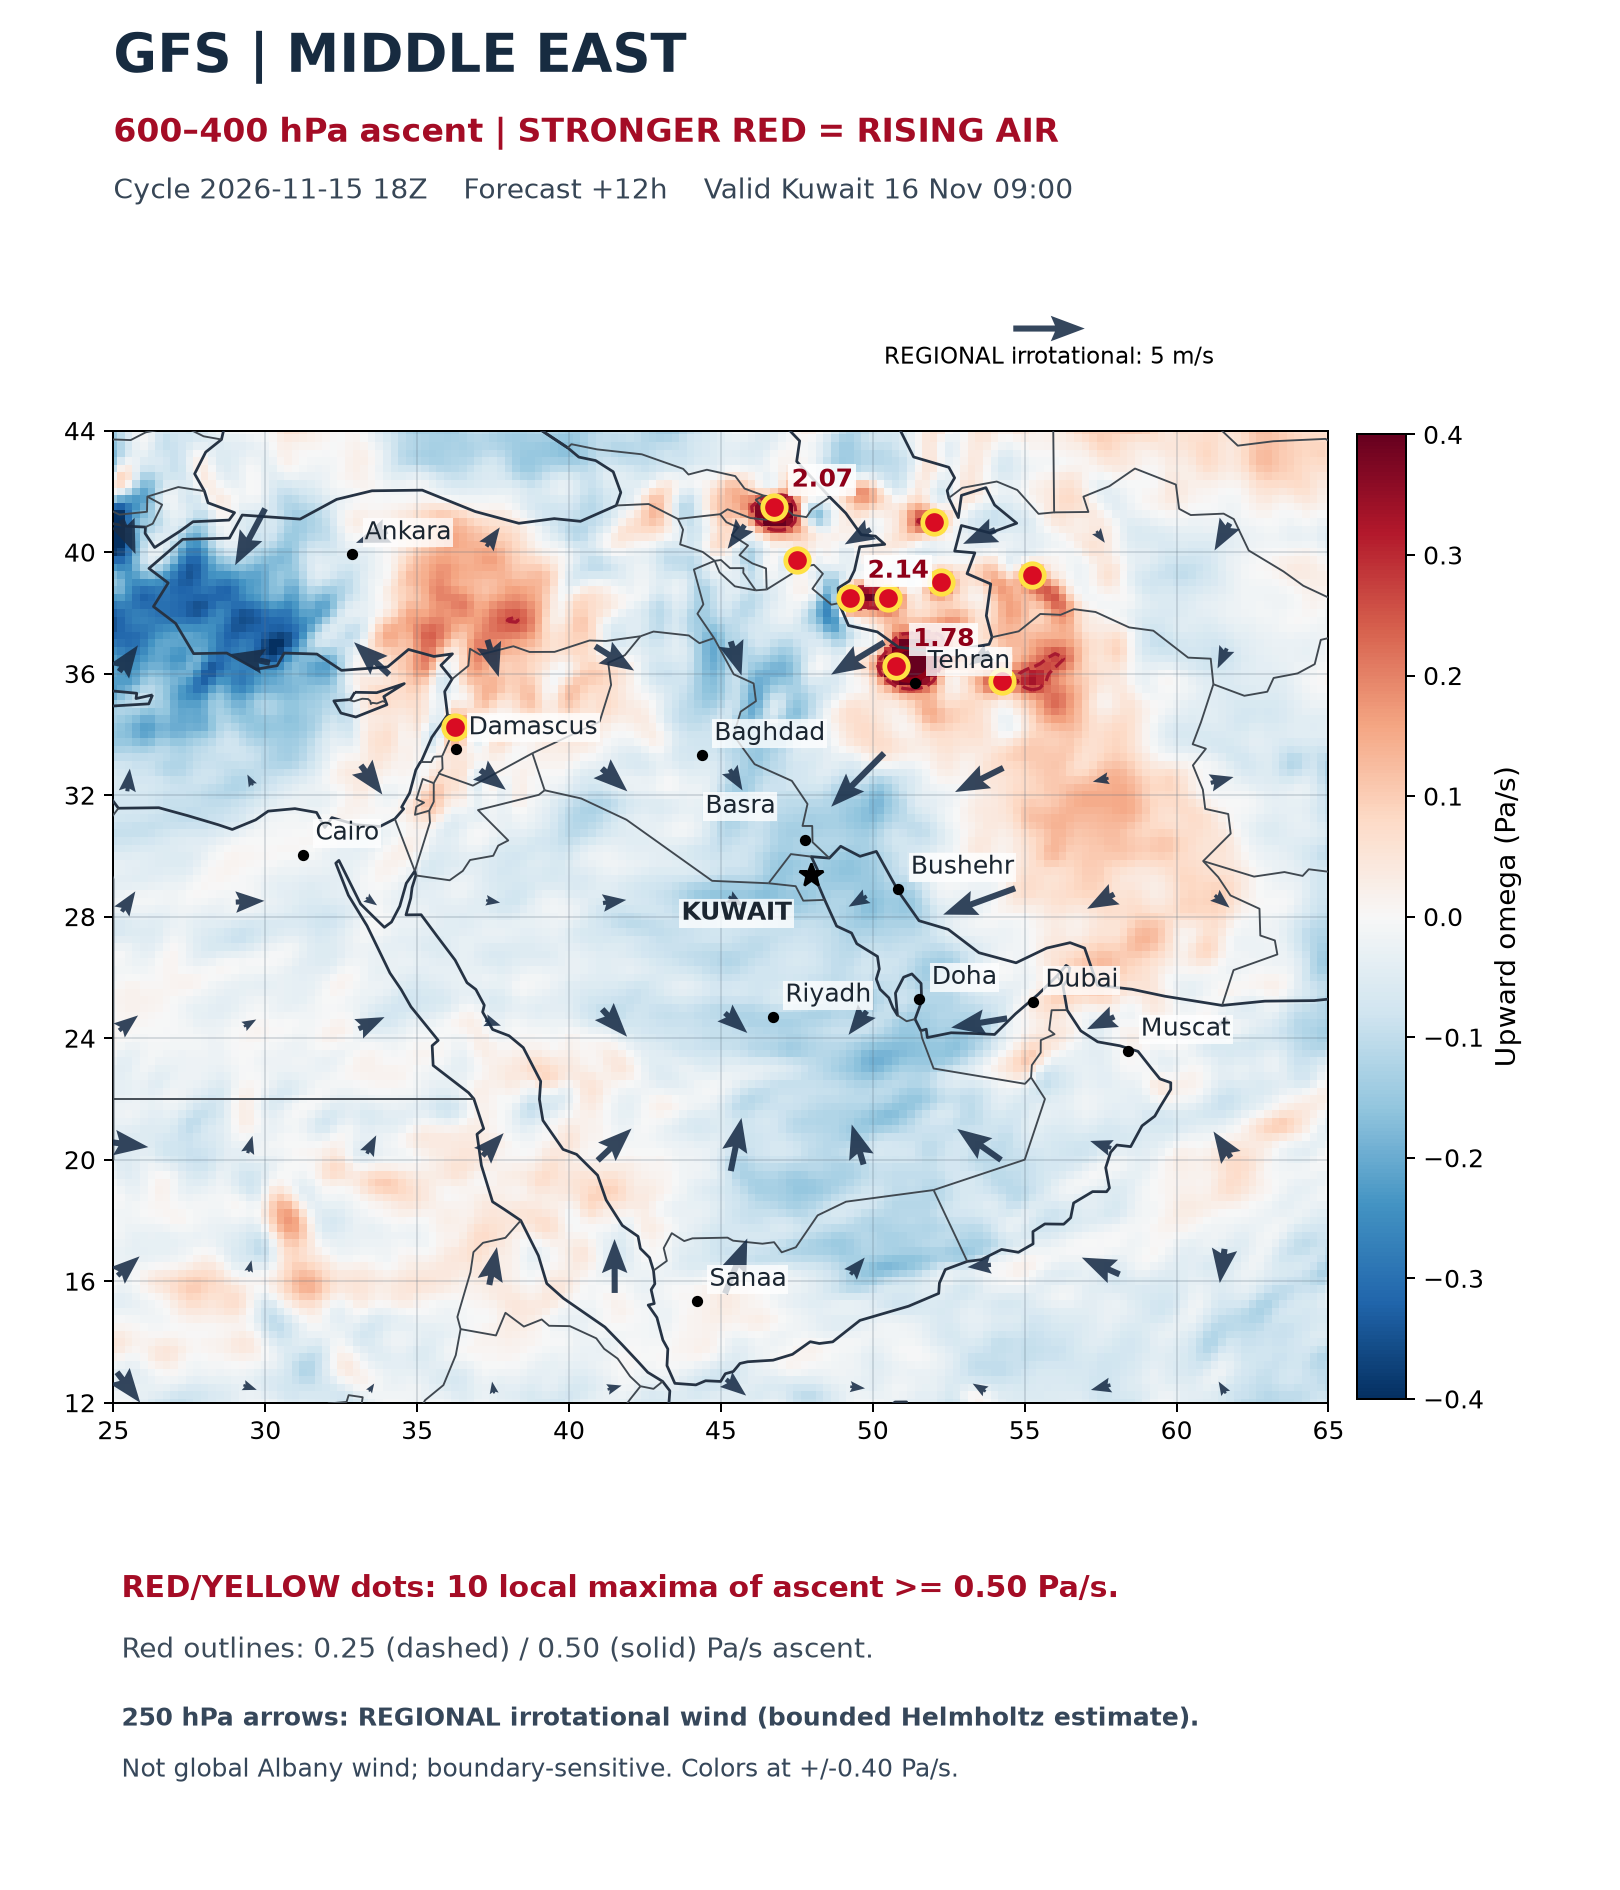 GFS | MIDDLE EAST
600–400 hPa ascent | STRONGER RED = RISING AIR
Cycle 2026-11-15 18Z    Forecast +12h    Valid Kuwait 16 Nov 09:00
REGIONAL irrotational: 5 m/s
44
40
36
32
28
24
20
16
12
25
30
35
40
45
50
55
60
65
2.07
Ankara
2.14
1.78
Tehran
Damascus
Baghdad
Basra
Cairo
Bushehr
KUWAIT
Doha
Dubai
Riyadh
Muscat
Sanaa
0.4
0.3
0.2
0.1
0.0
−0.1
−0.2
−0.3
−0.4
Upward omega (Pa/s)
RED/YELLOW dots: 10 local maxima of ascent >= 0.50 Pa/s.
Red outlines: 0.25 (dashed) / 0.50 (solid) Pa/s ascent.
250 hPa arrows: REGIONAL irrotational wind (bounded Helmholtz estimate).
Not global Albany wind; boundary-sensitive. Colors at +/-0.40 Pa/s.